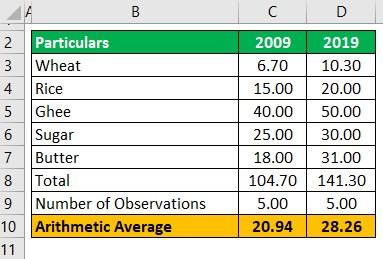 A B C D
2 Particulars 2009 2019
3 Wheat 6.70 10.30
4 Rice 15.00 20.00
5 Ghee 40.00 50.00
6 Sugar 25.00 30.00
7 Butter 18.00 31.00
8 Total 104.70 141.30
9 Number of Observations 5.00 5.00
10 Arithmetic Average 20.94 28.26
11